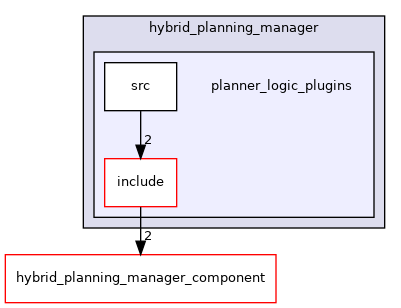 hybrid_planning_manager
src
planner_logic_plugins
2
include
2
hybrid_planning_manager_component